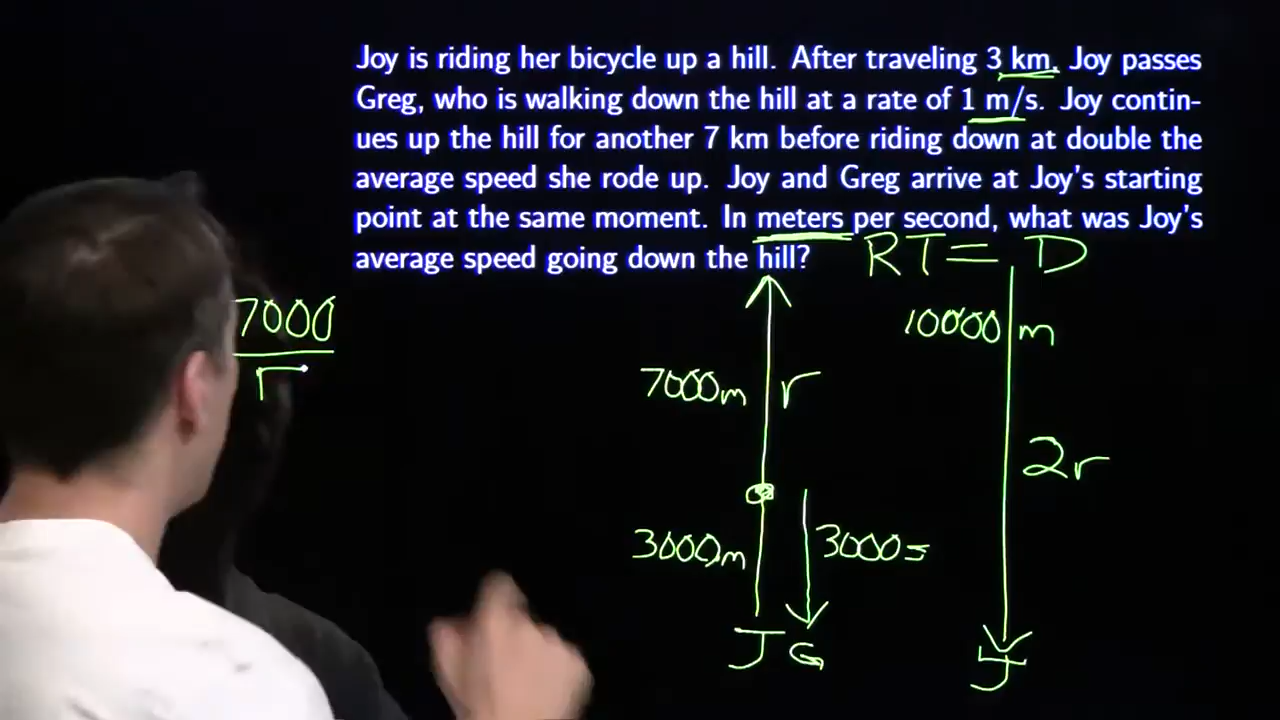 Joy is riding her bicycle up a hill. After traveling 3 km, Joy passes
Greg, who is walking down the hill at a rate of 1 m/s. Joy contin-
ues up the hill for another 7 km before riding down at double the
average speed she rode up. Joy and Greg arrive at Joy's starting
point at the same moment. In meters per second, what was Joy's
average speed going down the hill?
RT = D
7000
r
10000 m
7000m r
2r
3000m 3000s
J G
J